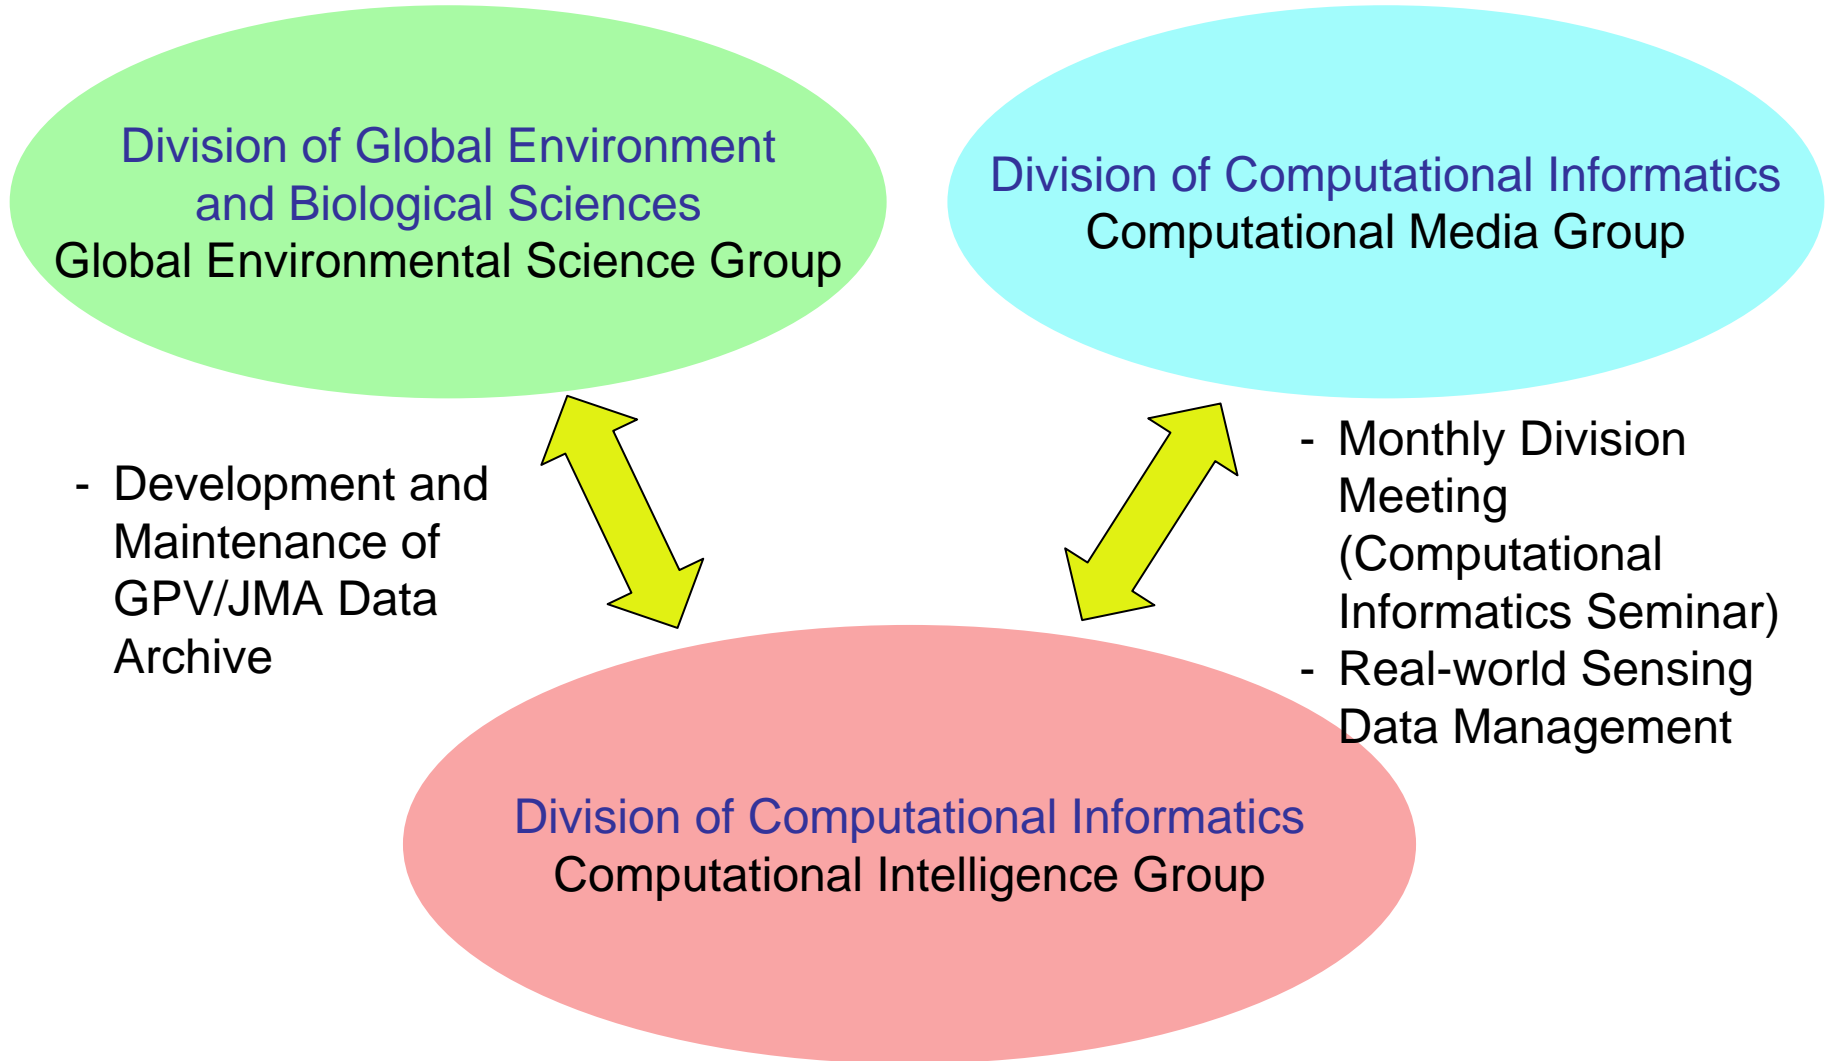 Division of Global Environment
and Biological Sciences
Global Environmental Science Group
Division of Computational Informatics
Computational Media Group
- Development and
Maintenance of
GPV/JMA Data
Archive
- Monthly Division
Meeting
(Computational
Informatics Seminar)
- Real-world Sensing
Data Management
Division of Computational Informatics
Computational Intelligence Group